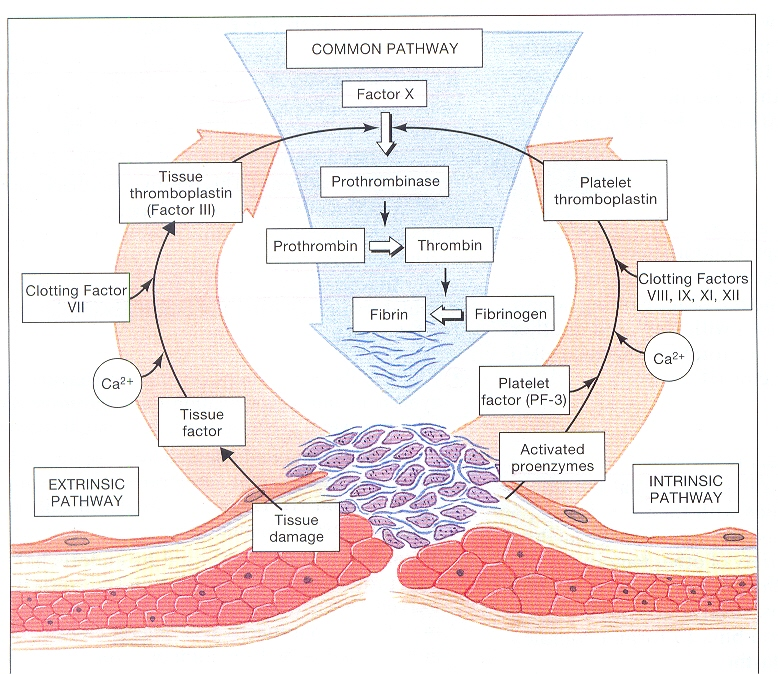 COMMON PATHWAY
Factor X
Prothrombinase
Prothrombin
Thrombin
Fibrin
Fibrinogen
Tissue
thromboplastin
(Factor III)
Clotting Factor
VII
Ca²⁺
Tissue
factor
EXTRINSIC
PATHWAY
Tissue
damage
Platelet
thromboplastin
Clotting Factors
VIII, IX, XI, XII
Ca²⁺
Platelet
factor (PF-3)
Activated
proenzymes
INTRINSIC
PATHWAY